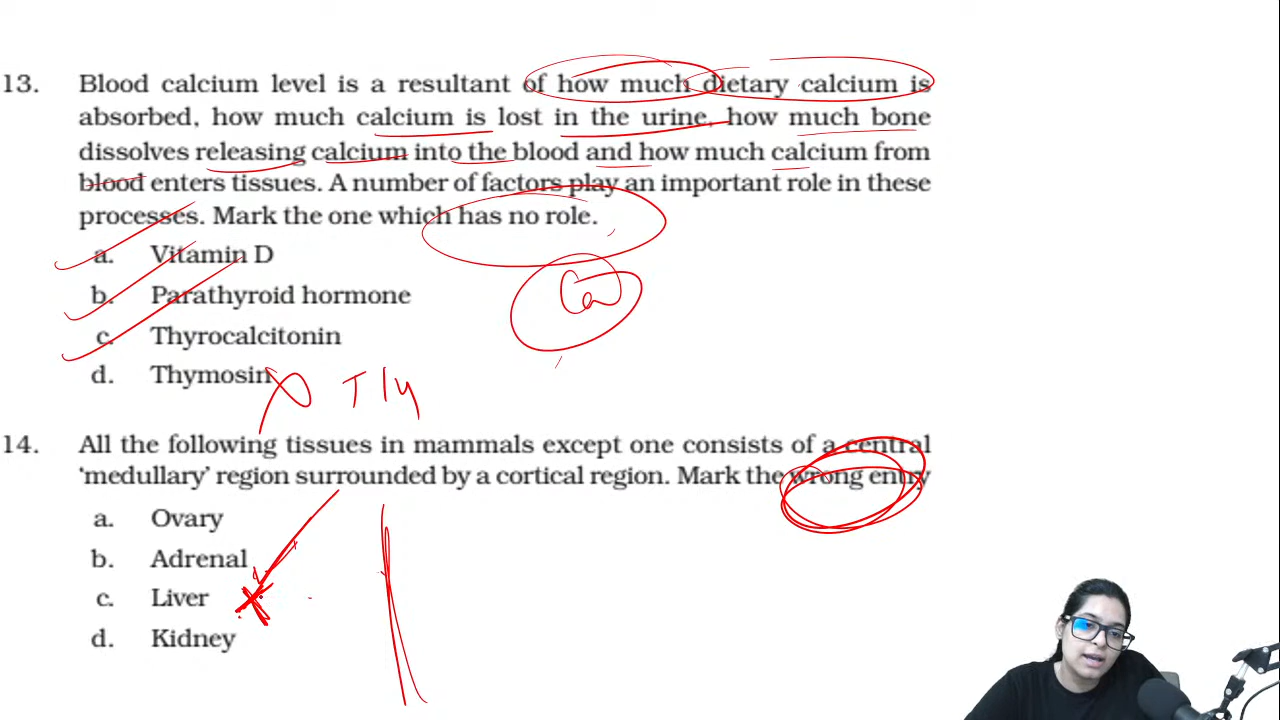 13. Blood calcium level is a resultant of how much dietary calcium is
absorbed, how much calcium is lost in the urine, how much bone
dissolves releasing calcium into the blood and how much calcium from
blood enters tissues. A number of factors play an important role in these
processes. Mark the one which has no role.
a. Vitamin D
b. Parathyroid hormone
Ca
c. Thyrocalcitonin
d. Thymosin
14. All the following tissues in mammals except one consists of a central
'medullary' region surrounded by a cortical region. Mark the wrong entry
a. Ovary
b. Adrenal
c. Liver
d. Kidney